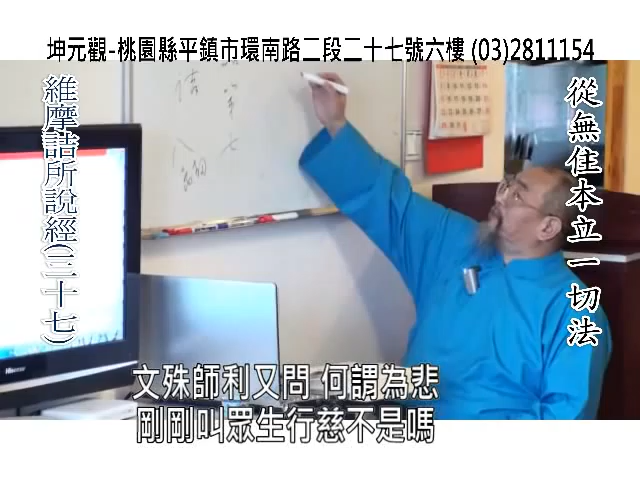 坤元觀-桃園縣平鎮市環南路二段二十七號六樓 (03)2811154
維摩詰所說經(三十七)
從無住本立一切法
七
八
Hisense
文殊師利又問 何謂為悲
剛剛叫眾生行慈不是嗎